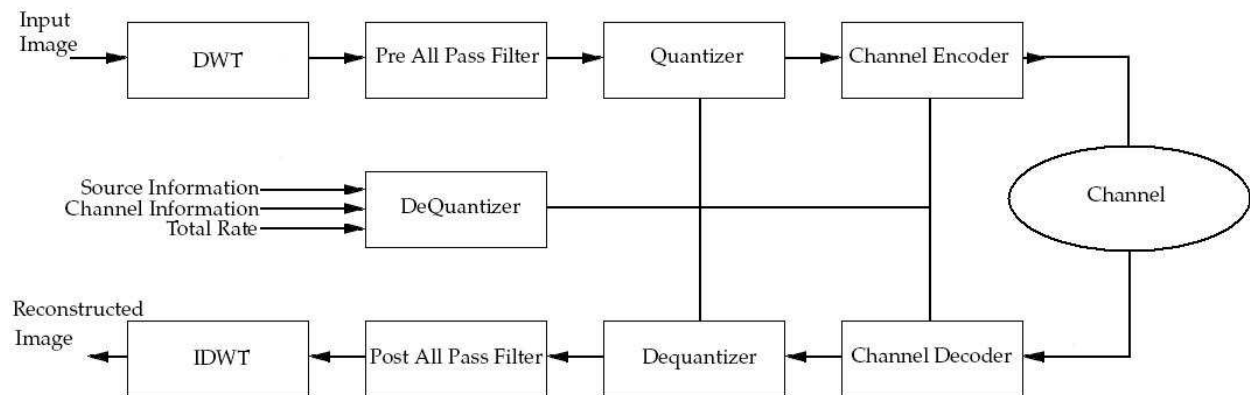 Input
Image
DWT
Pre All Pass Filter
Quantizer
Channel Encoder
Source Information
Channel Information
Total Rate
DeQuantizer
Channel
Reconstructed
Image
IDWT
Post All Pass Filter
Dequantizer
Channel Decoder